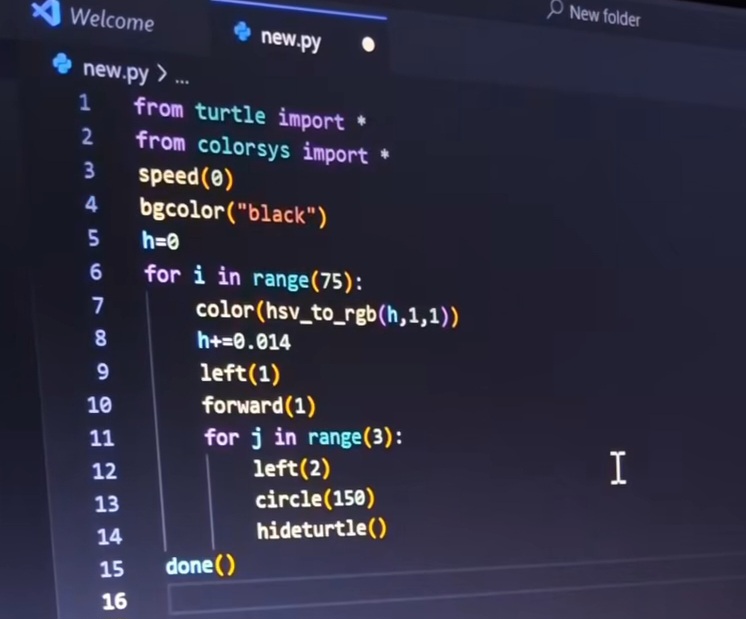 Welcome
new.py
New folder
new.py > ...
1 from turtle import *
2 from colorsys import *
3 speed(0)
4 bgcolor("black")
5 h=0
6 for i in range(75):
7 color(hsv_to_rgb(h,1,1))
8 h+=0.014
9 left(1)
10 forward(1)
11 for j in range(3):
12 left(2)
13 circle(150)
14 hideturtle()
15 done()
16